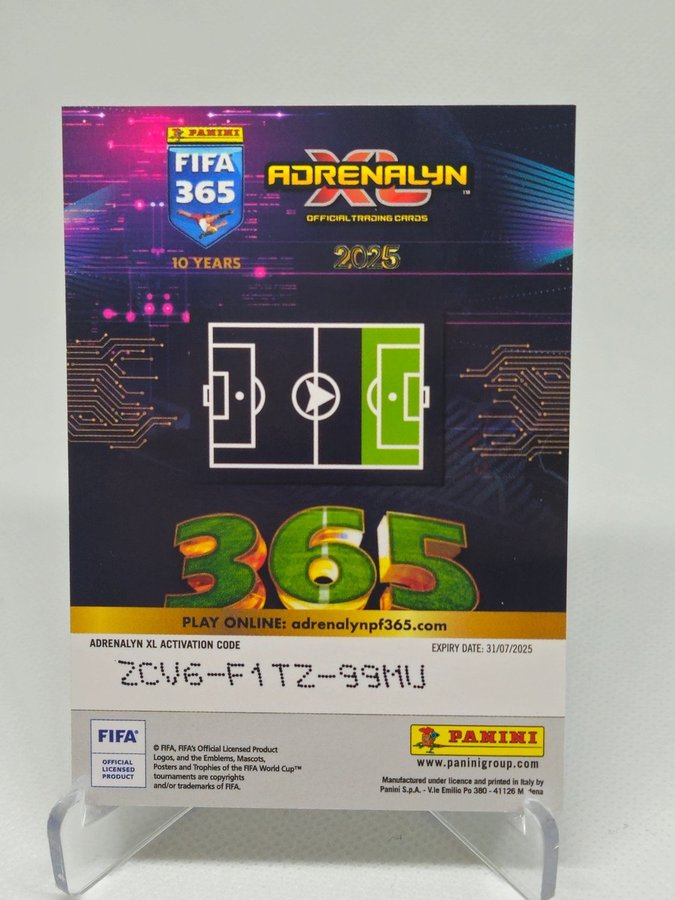 PANINI
FIFA
365
10 YEARS
ADRENALYN
XL ™
OFFICIAL TRADING CARDS
2025
365
PLAY ONLINE: adrenalynpf365.com
ADRENALYN XL ACTIVATION CODE
EXPIRY DATE: 31/07/2025
ZCV6-F1TZ-99MU
FIFA®
OFFICIAL
LICENSED
PRODUCT
© FIFA, FIFA's Official Licensed Product
Logos, and the Emblems, Mascots,
Posters and Trophies of the FIFA World Cup™
tournaments are copyrights
and/or trademarks of FIFA.
PANINI
www.paninigroup.com
Manufactured under licence and printed in Italy by
Panini S.p.A. - V.le Emilio Po 380 - 41126